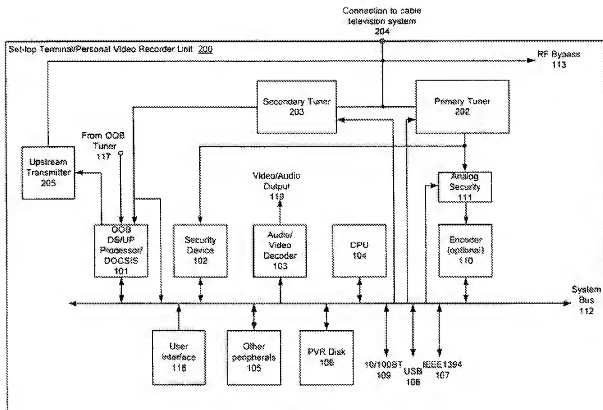 Connection to cable
television system
204
Set-top Terminal/Personal Video Recorder Unit 200
RF Bypass
113
Secondary Tuner
203
Primary Tuner
202
From OOB
Tuner
117
Upstream
Transmitter
205
Video/Audio
Output
119
Analog
Security
111
OOB
DS/UP
Processor/
DOCSIS
101
Security
Device
102
Audio/
Video
Decoder
103
CPU
104
Encoder
(optional)
110
System
Bus
112
User
Interface
118
Other
peripherals
105
PVR Disk
106
10/100BT
109
USB
108
IEEE1394
107